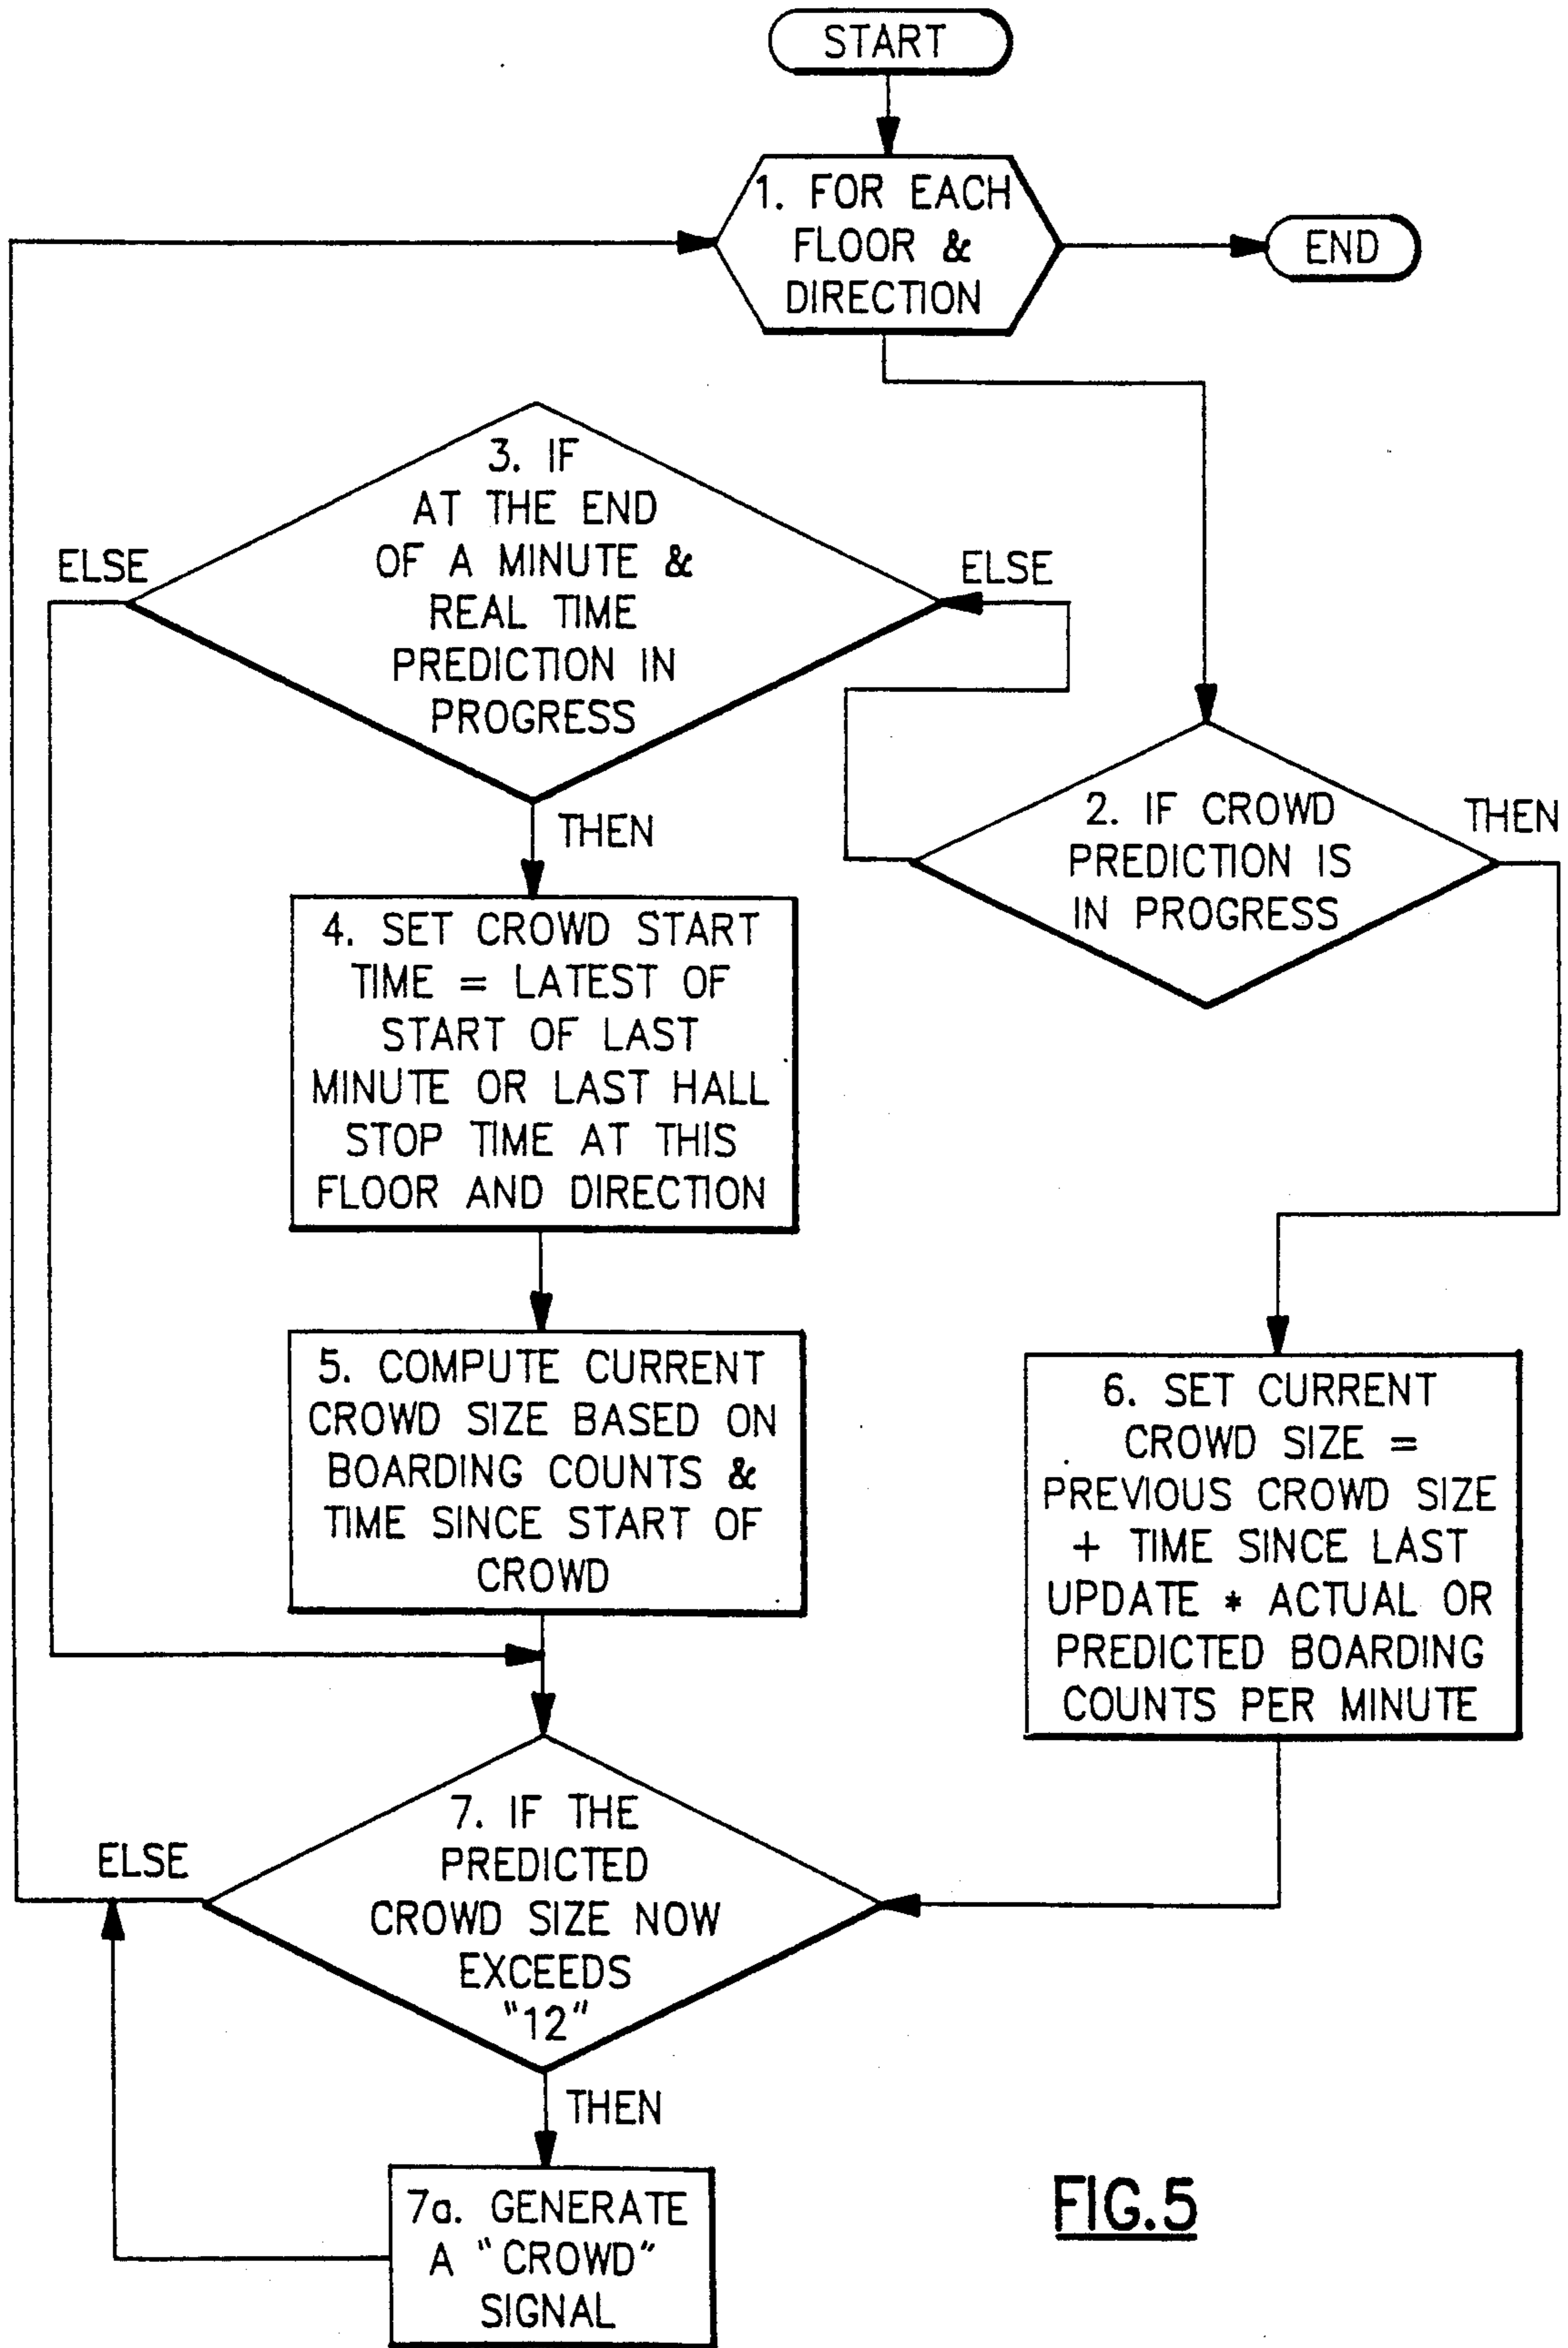 START
1. FOR EACH
FLOOR &
DIRECTION
END
3. IF
AT THE END
OF A MINUTE &
REAL TIME
PREDICTION IN
PROGRESS
ELSE
ELSE
THEN
2. IF CROWD
PREDICTION IS
IN PROGRESS
THEN
4. SET CROWD START
TIME = LATEST OF
START OF LAST
MINUTE OR LAST HALL
STOP TIME AT THIS
FLOOR AND DIRECTION
5. COMPUTE CURRENT
CROWD SIZE BASED ON
BOARDING COUNTS &
TIME SINCE START OF
CROWD
6. SET CURRENT
CROWD SIZE =
PREVIOUS CROWD SIZE
+ TIME SINCE LAST
UPDATE * ACTUAL OR
PREDICTED BOARDING
COUNTS PER MINUTE
7. IF THE
PREDICTED
CROWD SIZE NOW
EXCEEDS
"12"
ELSE
THEN
7a. GENERATE
A "CROWD"
SIGNAL
FIG.5